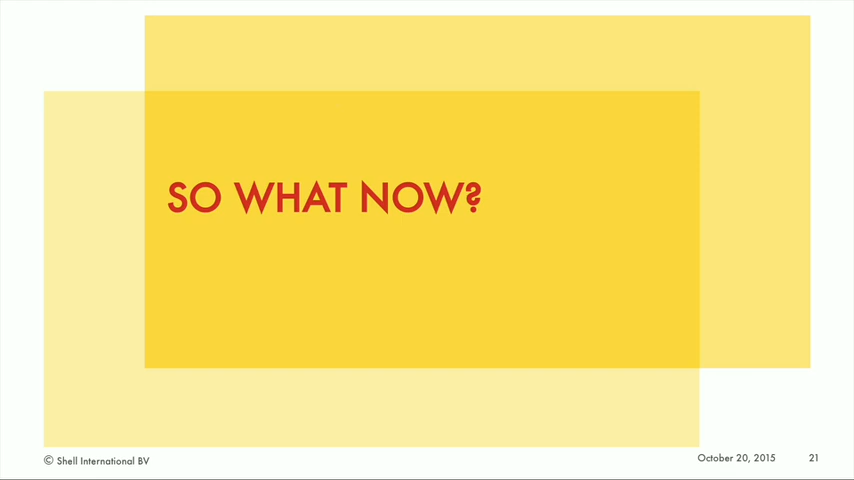 SO WHAT NOW?
© Shell International BV
October 20, 2015
21